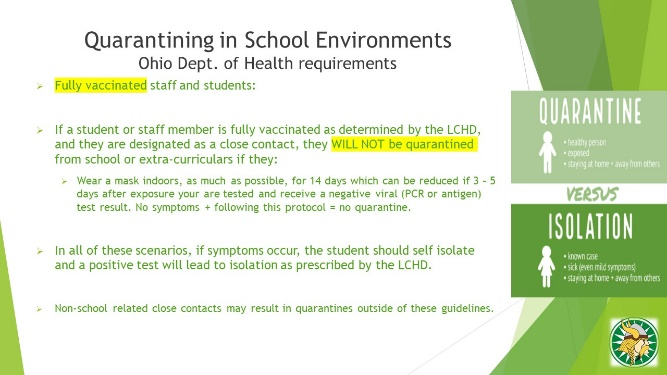 Quarantining in School Environments
Ohio Dept. of Health requirements
Fully vaccinated staff and students:
If a student or staff member is fully vaccinated as determined by the LCHD,
and they are designated as a close contact, they WILL NOT be quarantined
from school or extra-curriculars if they:
Wear a mask indoors, as much as possible, for 14 days which can be reduced if 3 – 5
days after exposure your are tested and receive a negative viral (PCR or antigen)
test result. No symptoms + following this protocol = no quarantine.
In all of these scenarios, if symptoms occur, the student should self isolate
and a positive test will lead to isolation as prescribed by the LCHD.
Non-school related close contacts may result in quarantines outside of these guidelines.
QUARANTINE
• healthy person
• exposed
• staying at home + away from others
VERSUS
ISOLATION
• known case
• sick (even mild symptoms)
• staying at home + away from others